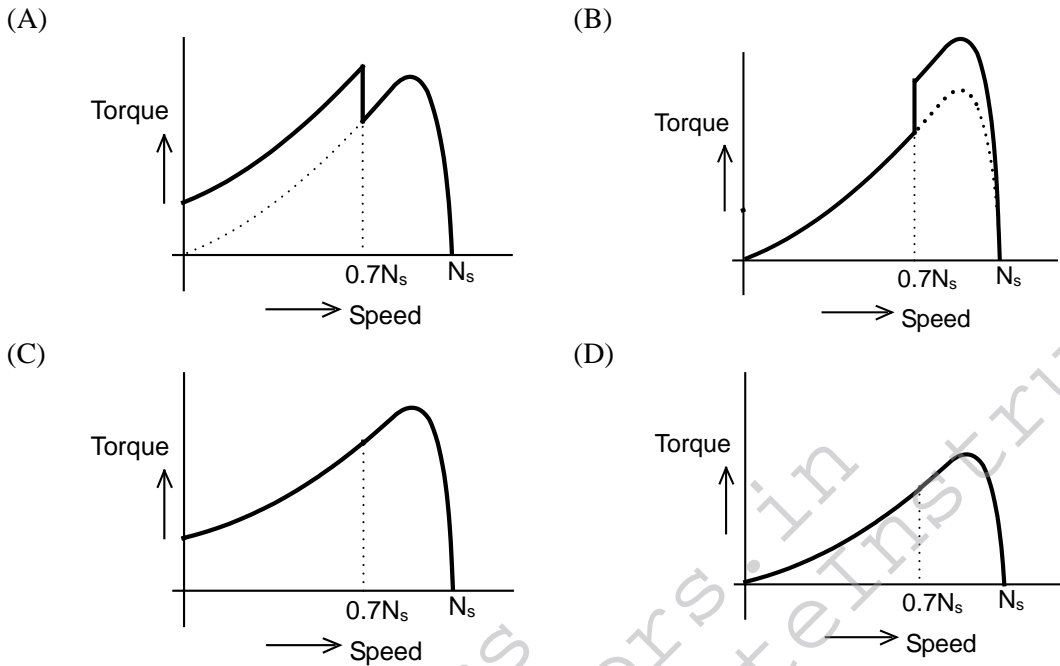 (A)
(B)
Torque
Torque
0.7Nₛ
Nₛ
0.7Nₛ
Nₛ
Speed
Speed
(C)
(D)
Torque
Torque
0.7Nₛ
Nₛ
0.7Nₛ
Nₛ
Speed
Speed